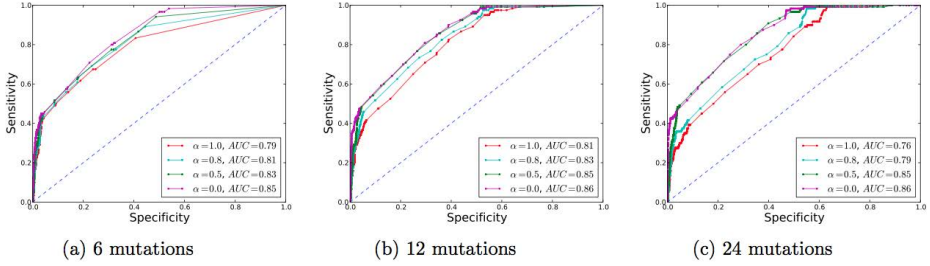 1.0
0.8
0.6
0.4
0.2
0.0
Sensitivity
α=1.0, AUC=0.79
α=0.8, AUC=0.81
α=0.5, AUC=0.83
α=0.0, AUC=0.85
0.0 0.2 0.4 0.6 0.8 1.0
Specificity
(a) 6 mutations
1.0
0.8
0.6
0.4
0.2
0.0
Sensitivity
α=1.0, AUC=0.81
α=0.8, AUC=0.83
α=0.5, AUC=0.85
α=0.0, AUC=0.86
0.0 0.2 0.4 0.6 0.8 1.0
Specificity
(b) 12 mutations
1.0
0.8
0.6
0.4
0.2
0.0
Sensitivity
α=1.0, AUC=0.76
α=0.8, AUC=0.79
α=0.5, AUC=0.85
α=0.0, AUC=0.86
0.0 0.2 0.4 0.6 0.8 1.0
Specificity
(c) 24 mutations